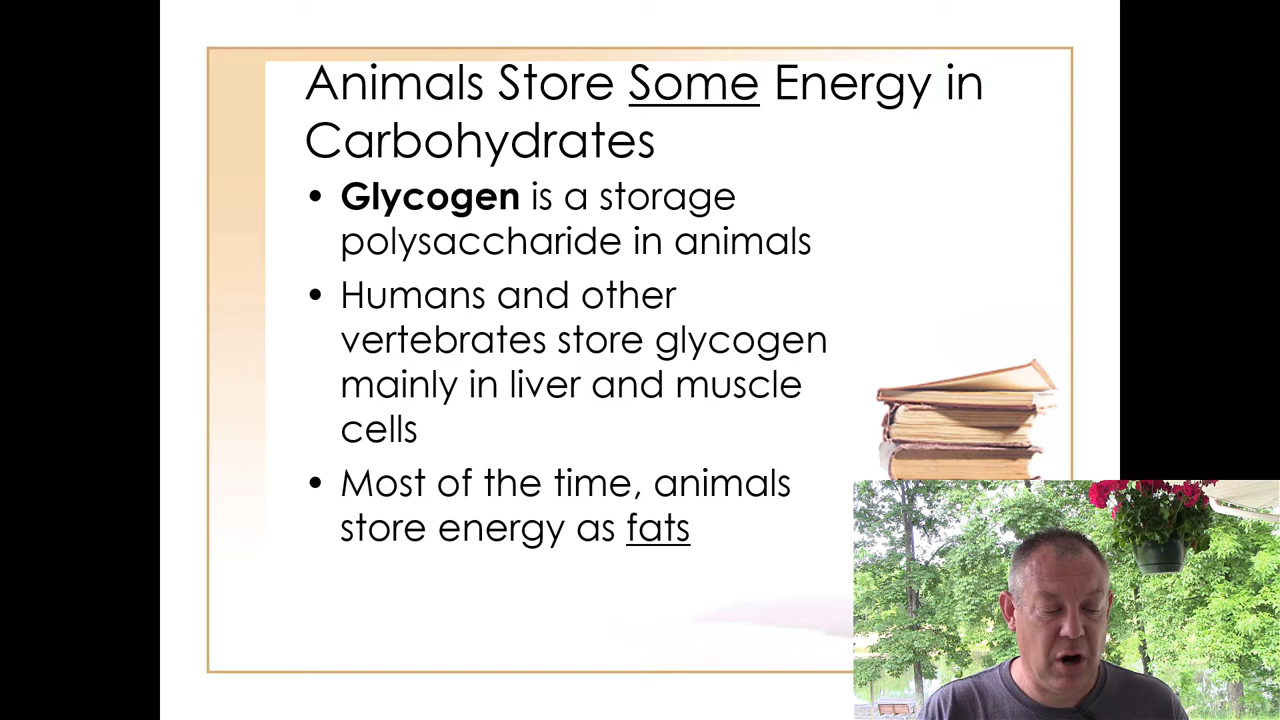 Animals Store Some Energy in
Carbohydrates
• Glycogen is a storage
polysaccharide in animals
• Humans and other
vertebrates store glycogen
mainly in liver and muscle
cells
• Most of the time, animals
store energy as fats